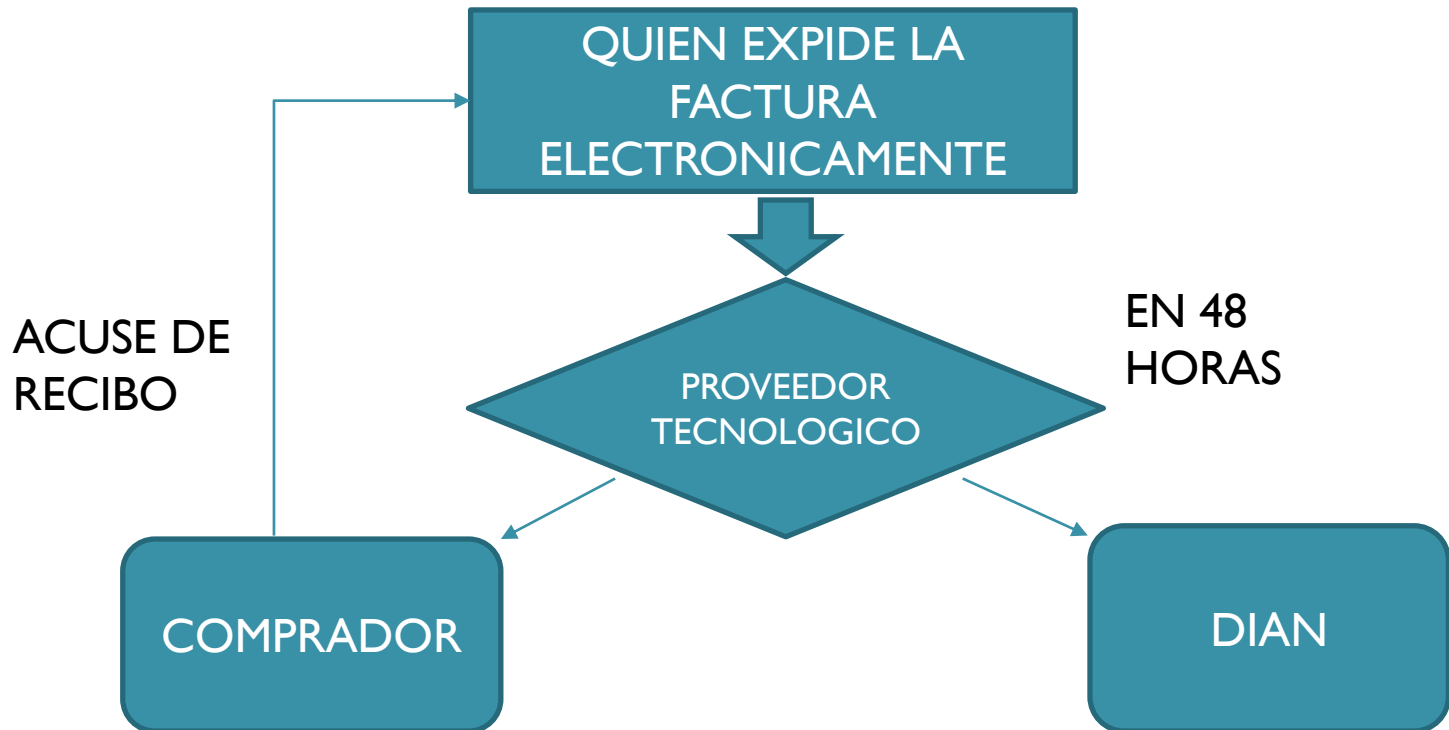 QUIEN EXPIDE LA
FACTURA
ELECTRONICAMENTE
ACUSE DE
RECIBO
EN 48
HORAS
PROVEEDOR
TECNOLOGICO
COMPRADOR
DIAN